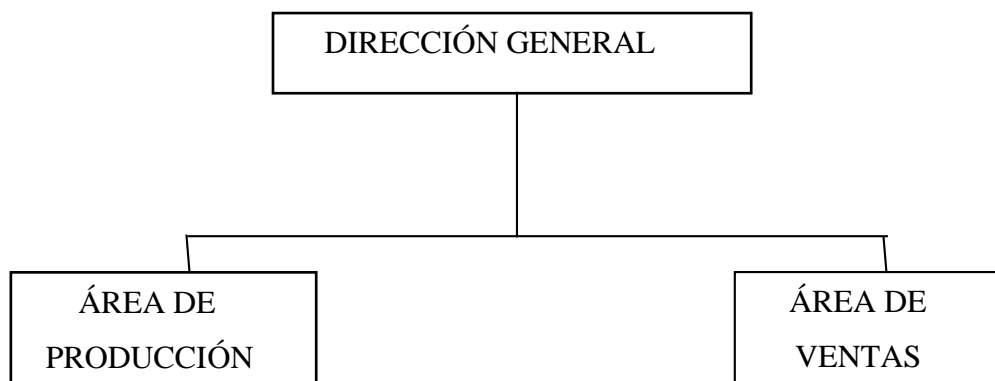 DIRECCIÓN GENERAL
ÁREA DE
PRODUCCIÓN
ÁREA DE
VENTAS